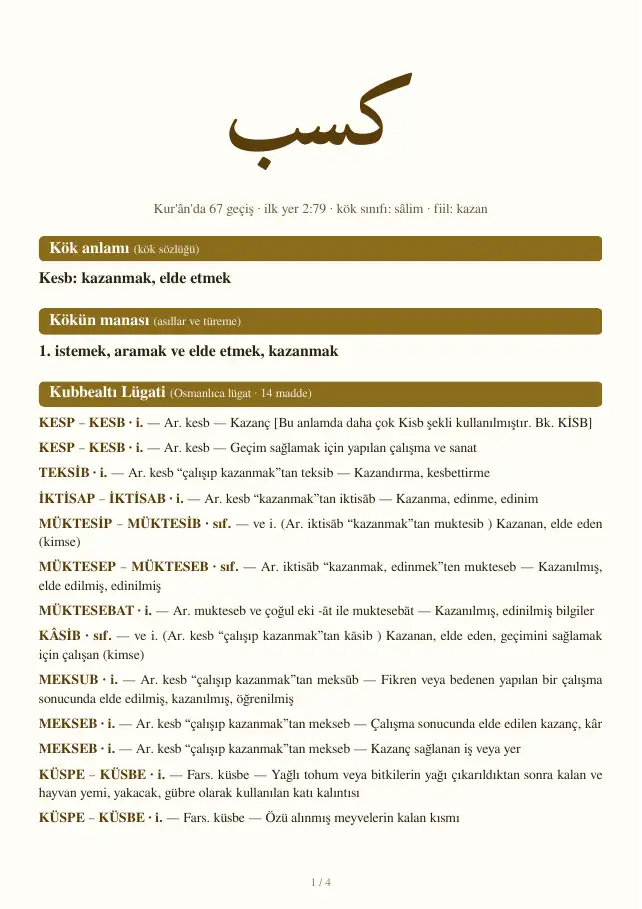 كسب
Kur'ân'da 67 geçiş · ilk yer 2:79 · kök sınıfı: sâlim · fiil: kazan
Kök anlamı (kök sözlüğü)
Kesb: kazanmak, elde etmek
Kökün manası (asıllar ve türeme)
1. istemek, aramak ve elde etmek, kazanmak
Kubbealtı Lügati (Osmanlıca lügat · 14 madde)
KESP – KESB · i. — Ar. kesb — Kazanç [Bu anlamda daha çok Kisb şekli kullanılmıştır. Bk. KİSB]
KESP – KESB · i. — Ar. kesb — Geçim sağlamak için yapılan çalışma ve sanat
TEKSİB · i. — Ar. kesb “çalışıp kazanmak”tan teksib — Kazandırma, kesbettirme
İKTİSAP – İKTİSAB · i. — Ar. kesb “kazanmak”tan iktisāb — Kazanma, edinme, edinim
MÜKTESİP – MÜKTESİB · sıf. — ve i. (Ar. iktisāb “kazanmak”tan muktesib ) Kazanan, elde eden
(kimse)
MÜKTESEP – MÜKTESEB · sıf. — Ar. iktisāb “kazanmak, edinmek”ten mukteseb — Kazanılmış,
elde edilmiş, edinilmiş
MÜKTESEBAT · i. — Ar. mukteseb ve çoğul eki -āt ile muktesebāt — Kazanılmış, edinilmiş bilgiler
KÂSİB · sıf. — ve i. (Ar. kesb “çalışıp kazanmak”tan kāsib ) Kazanan, elde eden, geçimini sağlamak
için çalışan (kimse)
MEKSUB · i. — Ar. kesb “çalışıp kazanmak”tan meksūb — Fikren veya bedenen yapılan bir çalışma
sonucunda elde edilmiş, kazanılmış, öğrenilmiş
MEKSEB · i. — Ar. kesb “çalışıp kazanmak”tan mekseb — Çalışma sonucunda elde edilen kazanç, kâr
MEKSEB · i. — Ar. kesb “çalışıp kazanmak”tan mekseb — Kazanç sağlanan iş veya yer
KÜSPE – KÜSBE · i. — Fars. küsbe — Yağlı tohum veya bitkilerin yağı çıkarıldıktan sonra kalan ve
hayvan yemi, yakacak, gübre olarak kullanılan katı kalıntısı
KÜSPE – KÜSBE · i. — Fars. küsbe — Özü alınmış meyvelerin kalan kısmı
1 / 4